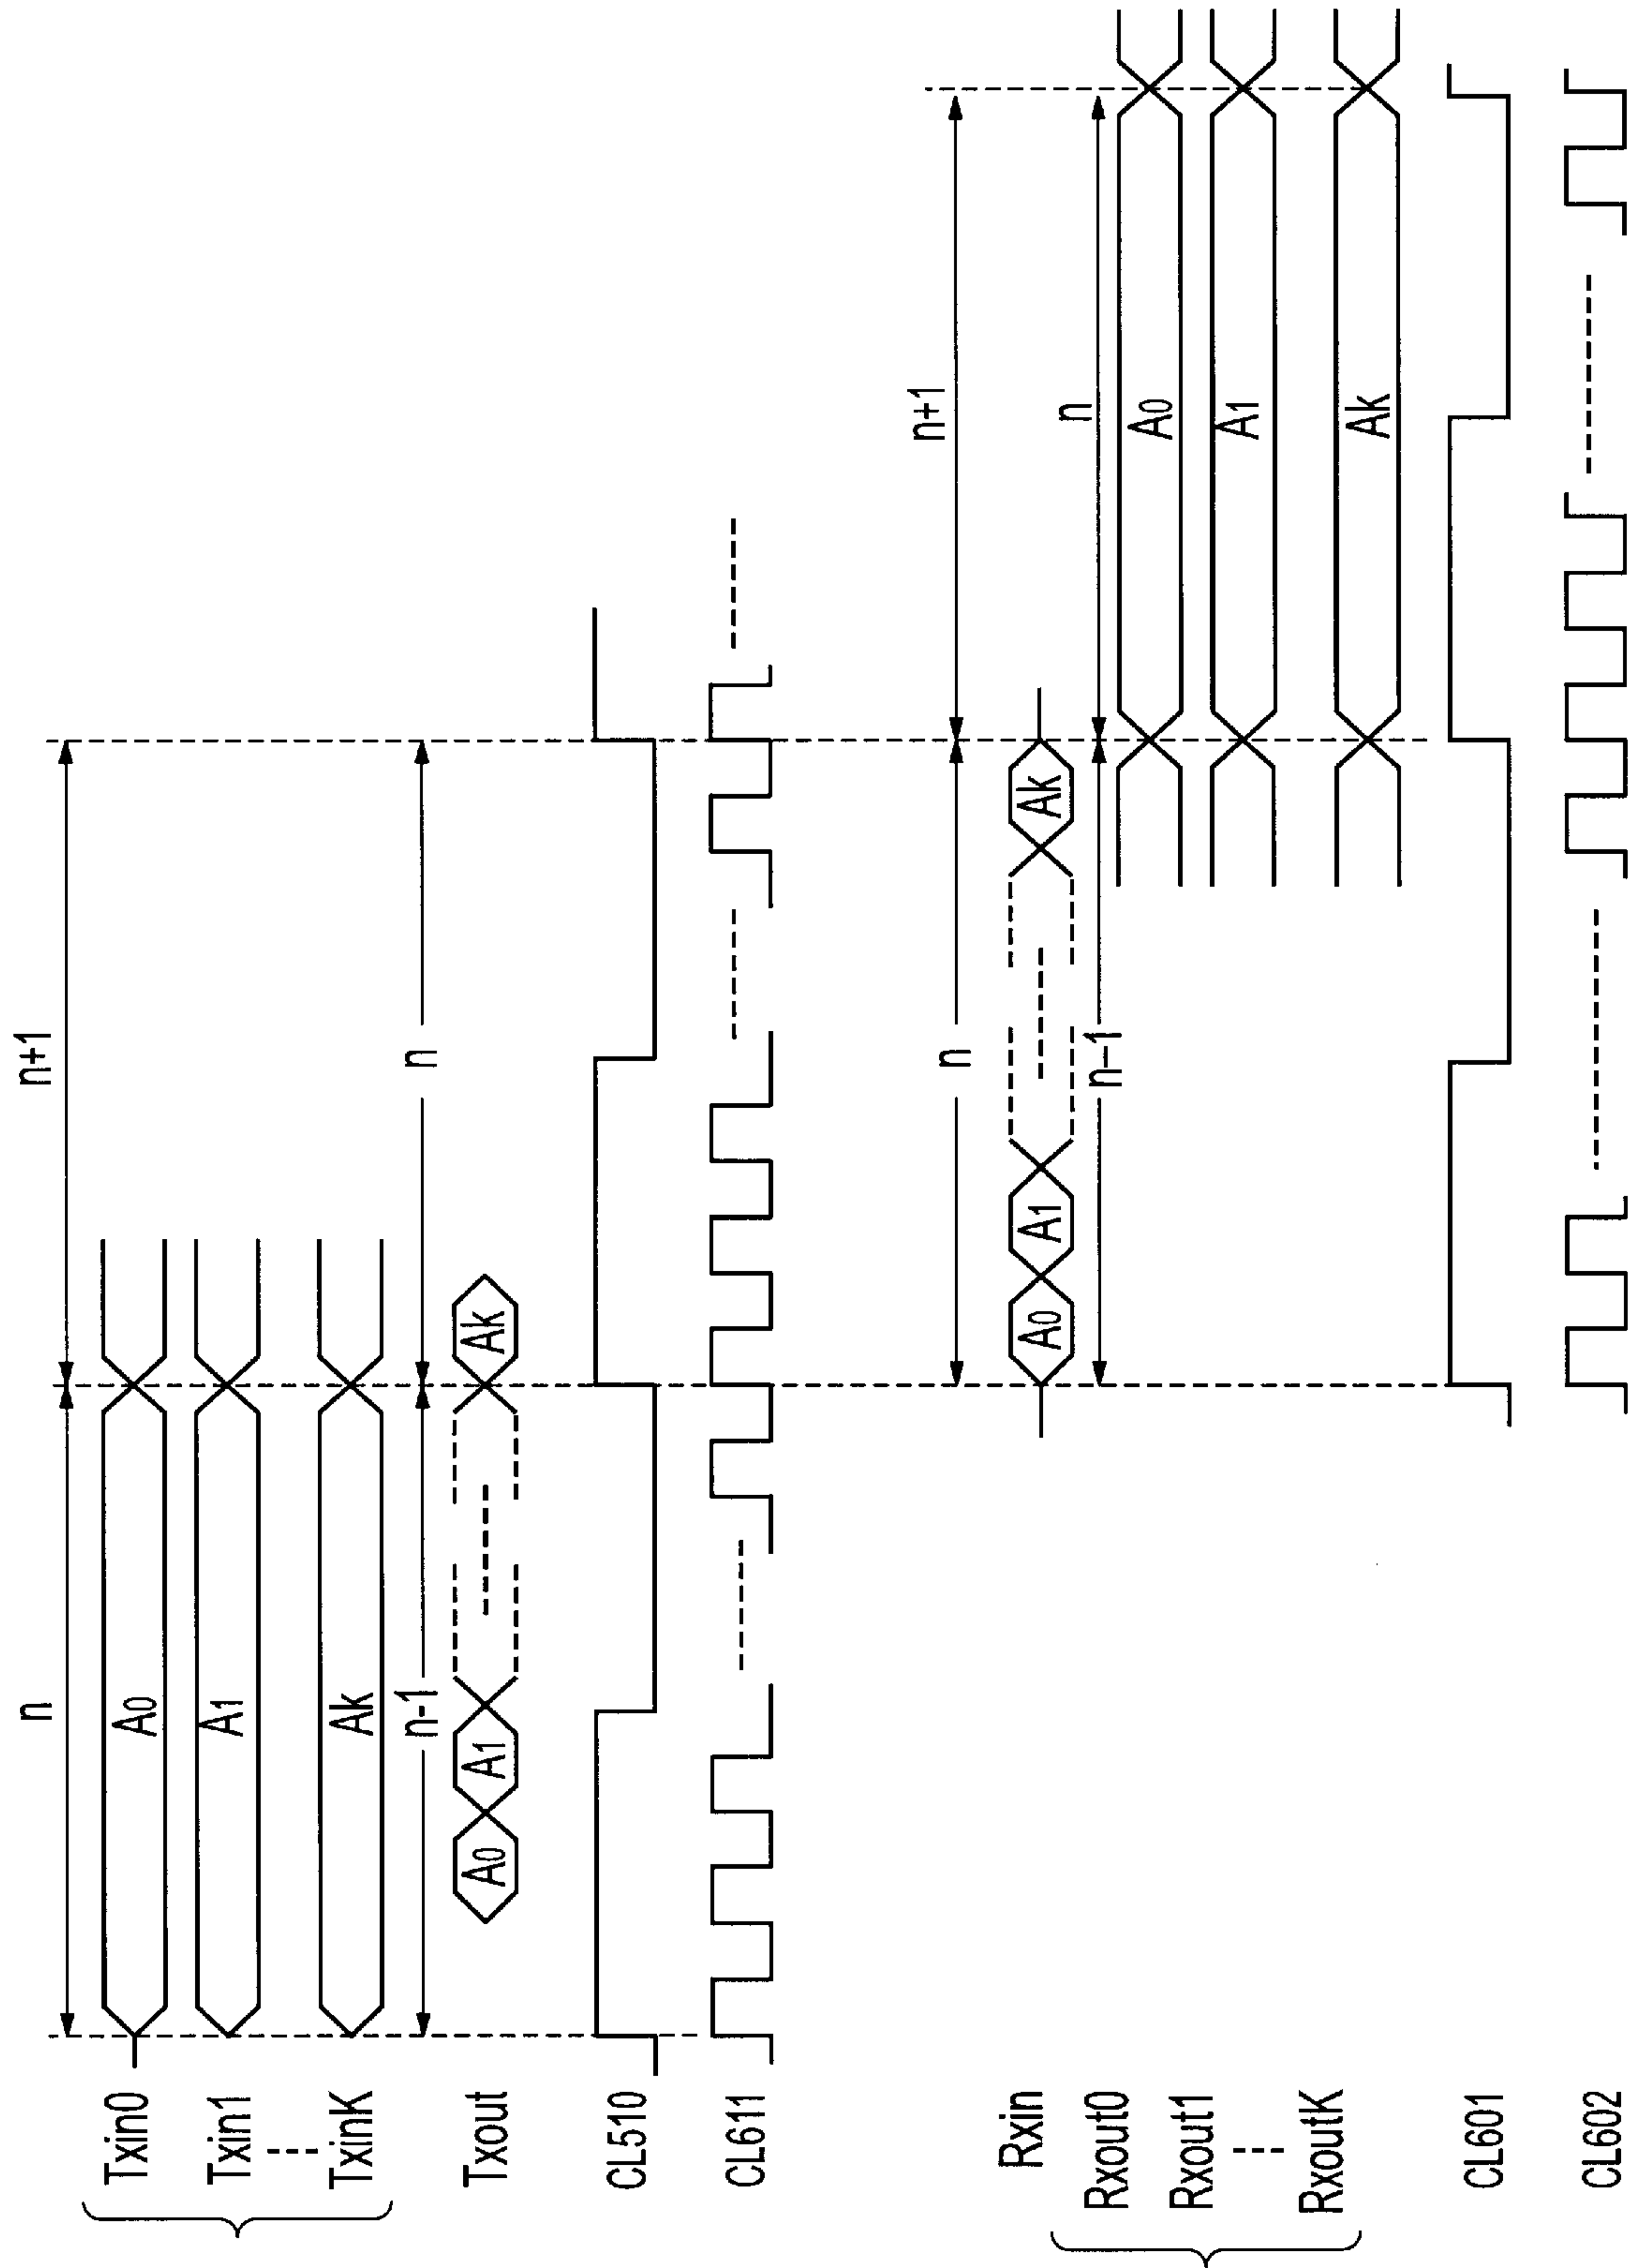 n
n+1
Txin0
A0
Txin1
A1
TxinK
Ak
n-1
n
Txout
A0
A1
Ak
CL510
CL611
n
n+1
Rxin
A0
A1
Ak
n-1
n
Rxout0
A0
Rxout1
A1
RxoutK
Ak
CL601
CL602